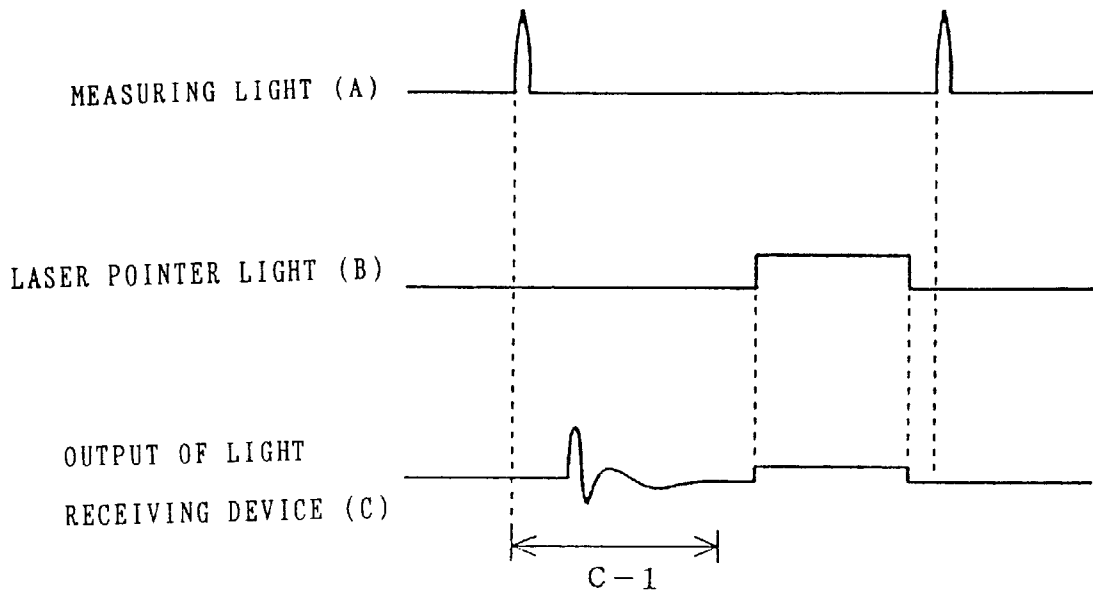 MEASURING LIGHT (A)
LASER POINTER LIGHT (B)
OUTPUT OF LIGHT
RECEIVING DEVICE (C)
C-1